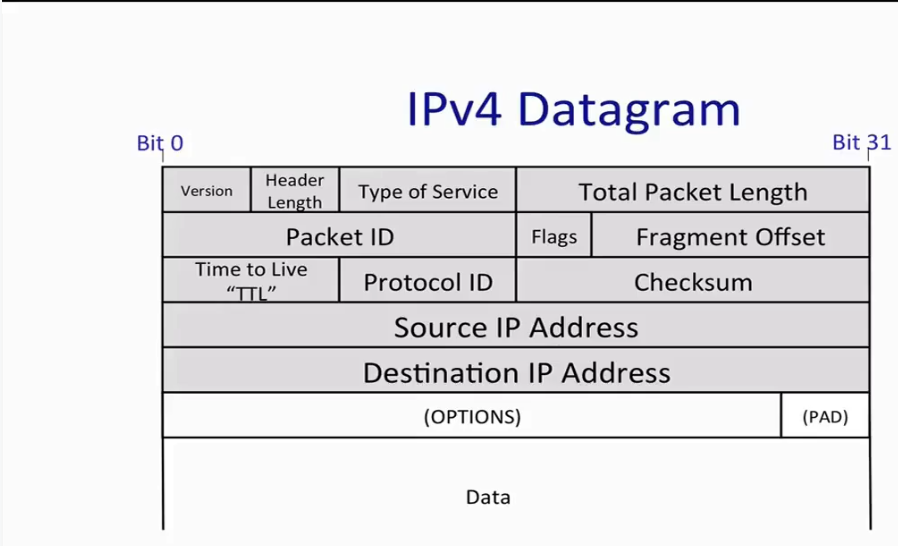 IPv4 Datagram
Bit 0
Bit 31
Version
Header
Length
Type of Service
Total Packet Length
Packet ID
Flags
Fragment Offset
Time to Live
“TTL”
Protocol ID
Checksum
Source IP Address
Destination IP Address
(OPTIONS)
(PAD)
Data